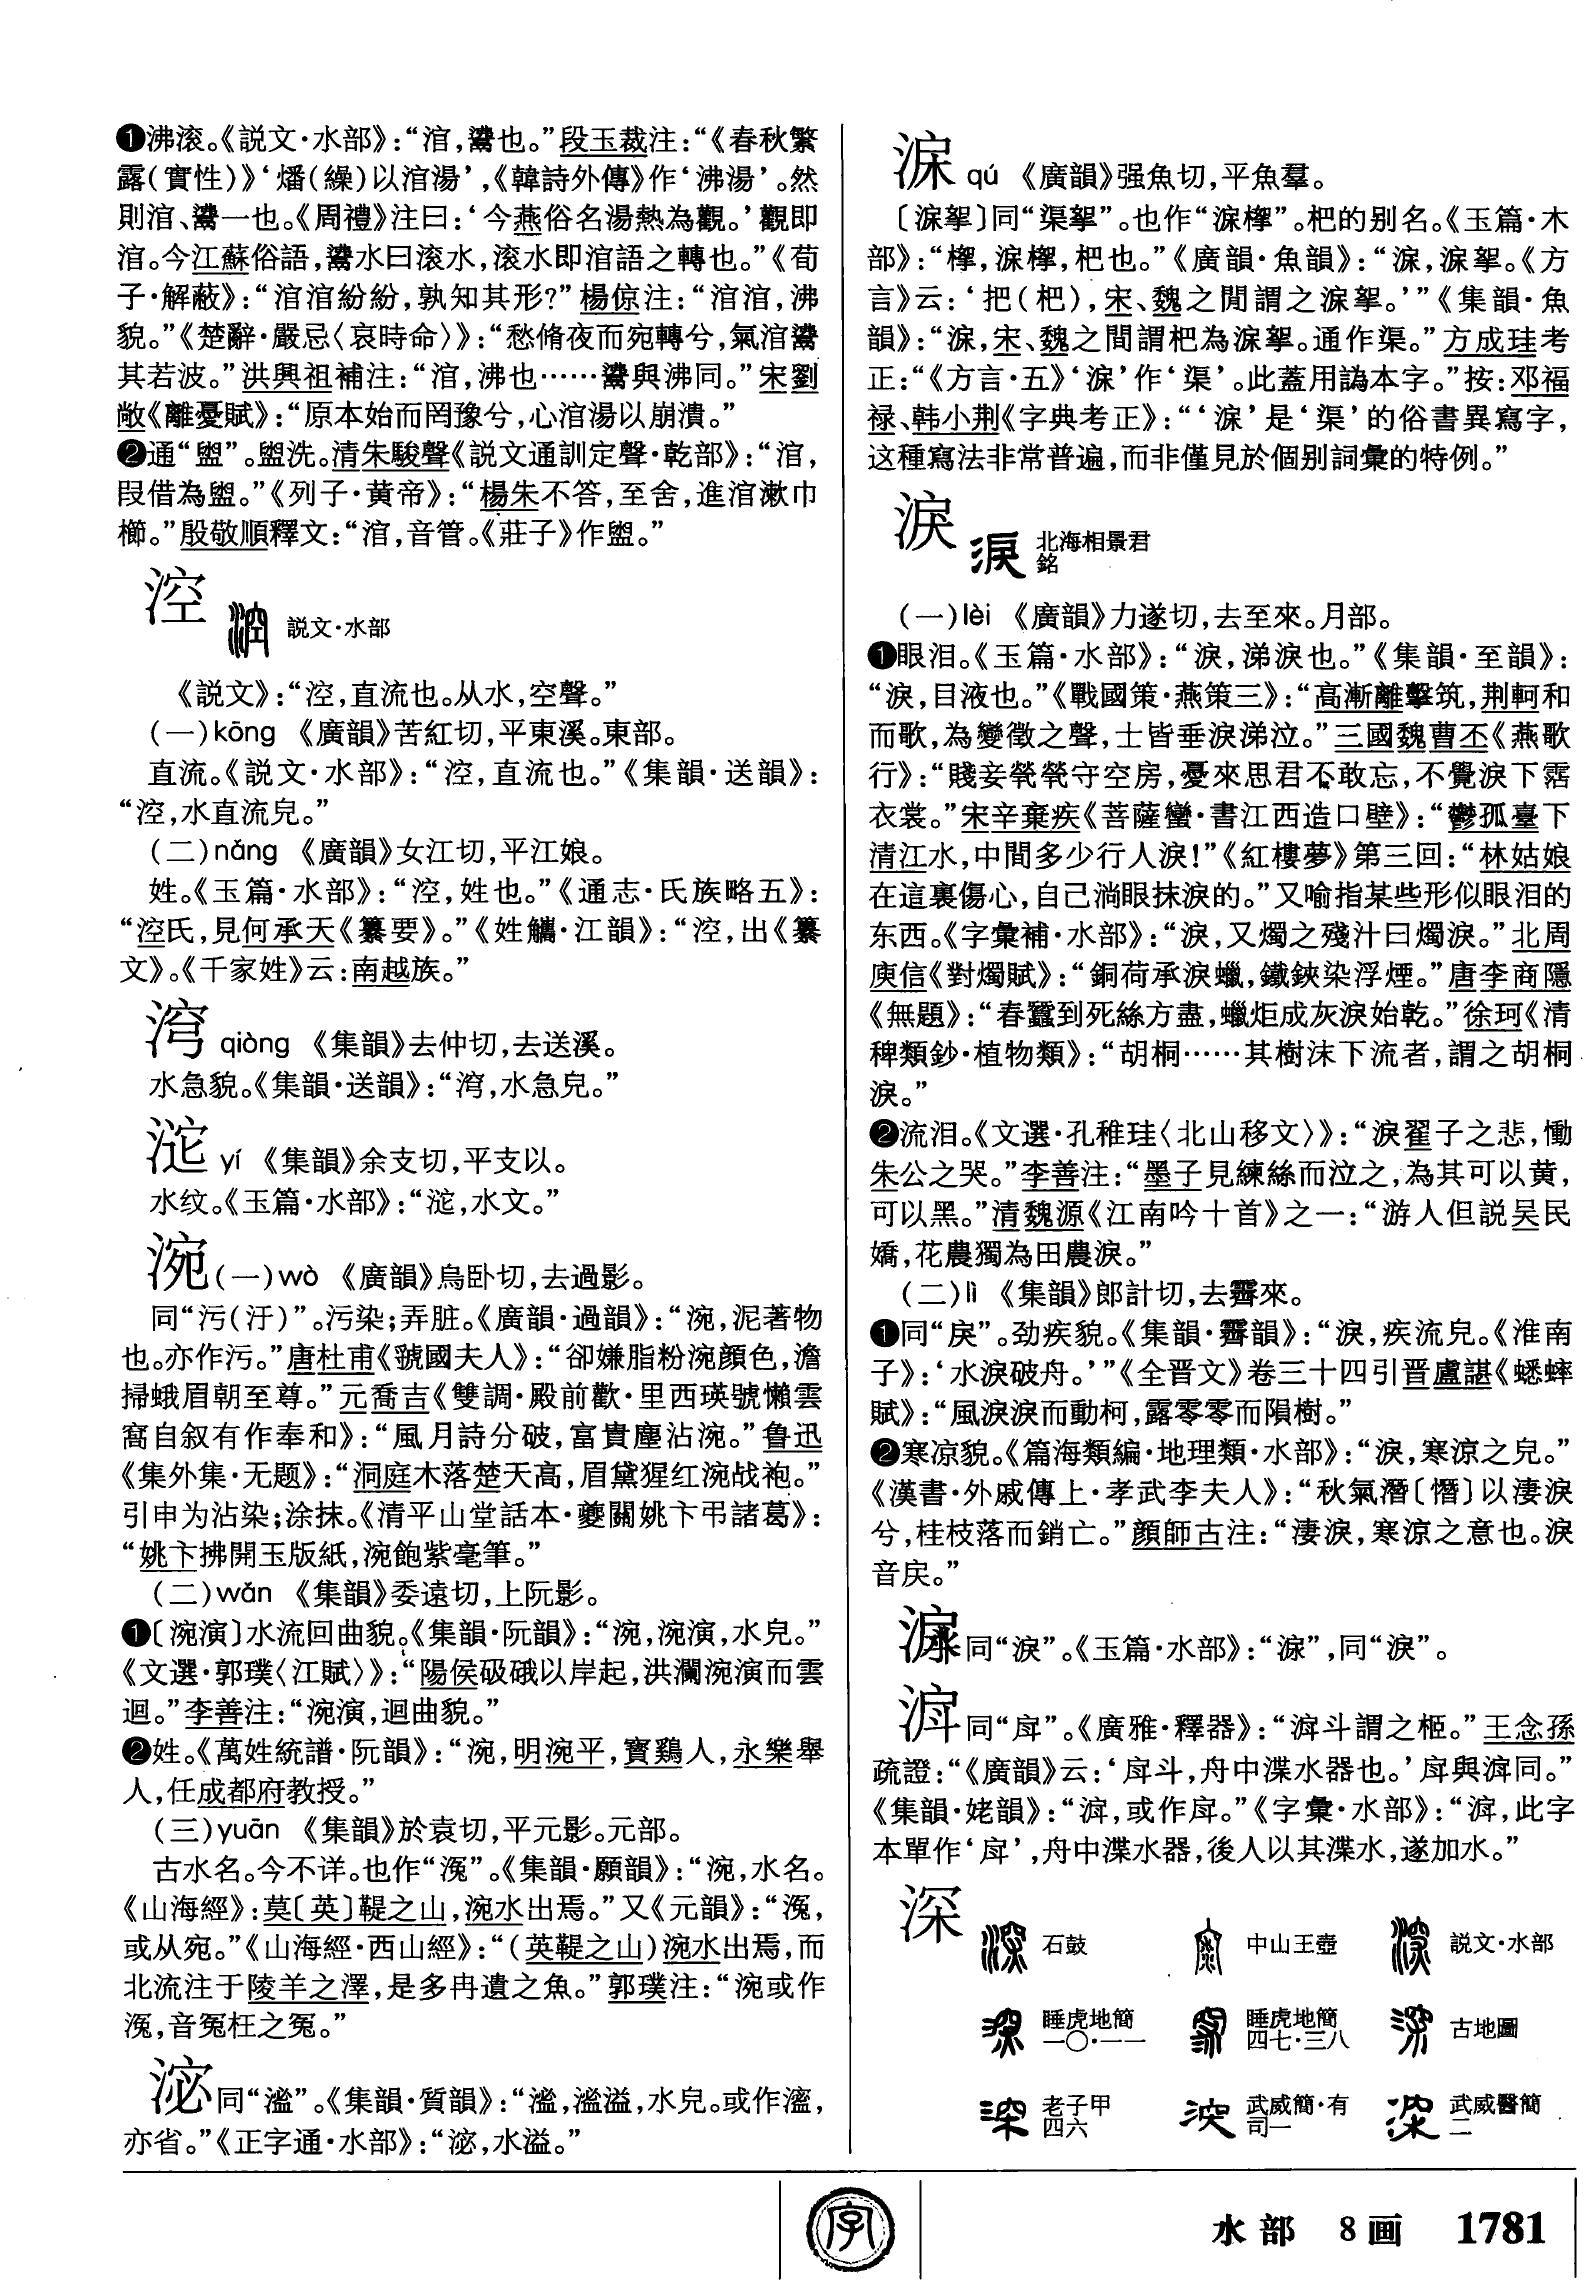 ❶沸滚。《説文·水部》：“涫，𩱧也。”段玉裁注：“《春秋繁
露(實性)》‘燔(繰)以涫湯’，《韓詩外傳》作‘沸湯’。然
則涫、𩱧一也。《周禮》注曰：‘今燕俗名湯熱為觀。’觀即
涫。今江蘇俗語，𩱧水曰滚水，滚水即涫語之轉也。”《荀
子·解蔽》：“涫涫紛紛，孰知其形？”楊倞注：“涫涫，沸
貌。”《楚辭·嚴忌〈哀時命〉》：“愁脩夜而宛轉兮，氣涫𩱧
其若波。”洪興祖補注：“涫，沸也……𩱧與沸同。”宋劉
敞《離憂賦》：“原本始而罔豫兮，心涫湯以崩潰。”
❷通“盥”。盥洗。清朱駿聲《説文通訓定聲·乾部》：“涫，
叚借為盥。”《列子·黄帝》：“楊朱不答，至舍，進涫漱巾
櫛。”殷敬順釋文：“涫，音管。《莊子》作盥。”
涳 説文·水部
《説文》：“涳，直流也。从水，空聲。”
(一)kōng 《廣韻》苦紅切，平東溪。東部。
直流。《説文·水部》：“涳，直流也。”《集韻·送韻》：
“涳，水直流皃。”
(二)nǎng 《廣韻》女江切，平江娘。
姓。《玉篇·水部》：“涳，姓也。”《通志·氏族略五》：
“涳氏，見何承天《纂要》。”《姓觿·江韻》：“涳，出《纂
文》。《千家姓》云：南越族。”
qiòng 《集韻》去仲切，去送溪。
水急貌。《集韻·送韻》：“，水急皃。”
yí 《集韻》余支切，平支以。
水纹。《玉篇·水部》：“，水文。”
涴(一)wò 《廣韻》烏卧切，去過影。
同“污(汙)”。污染；弄脏。《廣韻·過韻》：“涴，泥著物
也。亦作污。”唐杜甫《虢國夫人》：“卻嫌脂粉涴顔色，澹
掃蛾眉朝至尊。”元喬吉《雙調·殿前歡·里西瑛號懶雲
窩自叙有作奉和》：“風月詩分破，富貴塵沾涴。”鲁迅
《集外集·无题》：“洞庭木落楚天高，眉黛猩红涴战袍。”
引申为沾染；涂抹。《清平山堂話本·夔關姚卞弔諸葛》：
“姚卞拂開玉版紙，涴飽紫毫筆。”
(二)wǎn 《集韻》委遠切，上阮影。
❶〔涴演〕水流回曲貌。《集韻·阮韻》：“涴，涴演，水皃。”
《文選·郭璞〈江賦〉》：“陽侯砐硪以岸起，洪瀾涴演而雲
迴。”李善注：“涴演，迴曲貌。”
❷姓。《萬姓統譜·阮韻》：“涴，明涴平，寳鷄人，永樂舉
人，任成都府教授。”
(三)yuān 《集韻》於袁切，平元影。元部。
古水名。今不详。也作“㴜”。《集韻·願韻》：“涴，水名。
《山海經》：莫〔英〕鞮之山，涴水出焉。”又《元韻》：“㴜，
或从宛。”《山海經·西山經》：“(英鞮之山)涴水出焉，而
北流注于陵羊之澤，是多冉遺之魚。”郭璞注：“涴或作
㴜，音冤枉之冤。”
㴵同“”。《集韻·質韻》：“，溢，水皃。或作，
亦省。”《正字通·水部》：“㴵，水溢。”
淭 qú 《廣韻》强魚切，平魚羣。
〔淭挐〕同“渠挐”。也作“淭㮎”。杷的别名。《玉篇·木
部》：“㮎，淭㮎，杷也。”《廣韻·魚韻》：“淭，淭挐。《方
言》云：‘把(杷)，宋、魏之閒謂之淭挐。’”《集韻·魚
韻》：“淭，宋、魏之間謂杷為淭挐。通作渠。”方成珪考
正：“《方言·五》‘淭’作‘渠’。此蓋用譌本字。”按：邓福
禄、韩小荆《字典考正》：“‘淭’是‘渠’的俗書異寫字，
这种寫法非常普遍，而非僅見於個别詞彙的特例。”
淚 北海相景君
銘
(一)lèi 《廣韻》力遂切，去至來。月部。
❶眼泪。《玉篇·水部》：“淚，涕淚也。”《集韻·至韻》：
“淚，目液也。”《戰國策·燕策三》：“高漸離擊筑，荆軻和
而歌，為變徵之聲，士皆垂淚涕泣。”三國魏曹丕《燕歌
行》：“賤妾煢煢守空房，憂來思君不敢忘，不覺淚下霑
衣裳。”宋辛棄疾《菩薩蠻·書江西造口壁》：“鬱孤臺下
清江水，中間多少行人淚！”《紅樓夢》第三回：“林姑娘
在這裏傷心，自己淌眼抹淚的。”又喻指某些形似眼泪的
东西。《字彙補·水部》：“淚，又燭之殘汁曰燭淚。”北周
庾信《對燭賦》：“銅荷承淚蠟，鐵鋏染浮煙。”唐李商隱
《無題》：“春蠶到死絲方盡，蠟炬成灰淚始乾。”徐珂《清
稗類鈔·植物類》：“胡桐……其樹沫下流者，謂之胡桐
淚。”
❷流泪。《文選·孔稚珪〈北山移文〉》：“淚翟子之悲，慟
朱公之哭。”李善注：“墨子見練絲而泣之，為其可以黄，
可以黑。”清魏源《江南吟十首》之一：“游人但説吴民
嬌，花農獨為田農淚。”
(二)lì 《集韻》郎計切，去霽來。
❶同“戾”。劲疾貌。《集韻·霽韻》：“淚，疾流皃。《淮南
子》：‘水淚破舟。’”《全晋文》卷三十四引晋盧諶《蟋蟀
賦》：“風淚淚而動柯，露零零而隕樹。”
❷寒凉貌。《篇海類編·地理類·水部》：“淚，寒涼之皃。”
《漢書·外戚傳上·孝武李夫人》：“秋氣潛〔憯〕以淒淚
兮，桂枝落而銷亡。”顔師古注：“淒淚，寒涼之意也。淚
音戾。”
同“淚”。《玉篇·水部》：“”，同“淚”。
㴁同“戽”。《廣雅·釋器》：“㴁斗謂之柜。”王念孫
疏證：“《廣韻》云：‘戽斗，舟中渫水器也。’戽與㴁同。”
《集韻·姥韻》：“㴁，或作戽。”《字彙·水部》：“㴁，此字
本單作‘戽’，舟中渫水器，後人以其渫水，遂加水。”
深 石鼓 中山王壺 説文·水部
睡虎地簡 一〇·一一 睡虎地簡 四七·三八 古地圖
老子甲 四六 武威簡·有 司一 武威醫簡 二
字
水部 8画 1781